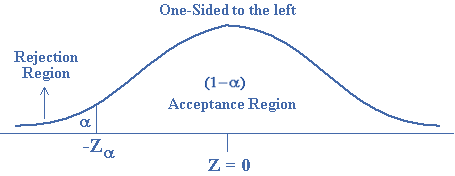 One-Sided to the left
Rejection
Region
(1−α)
Acceptance Region
α
-Zα
Z = 0